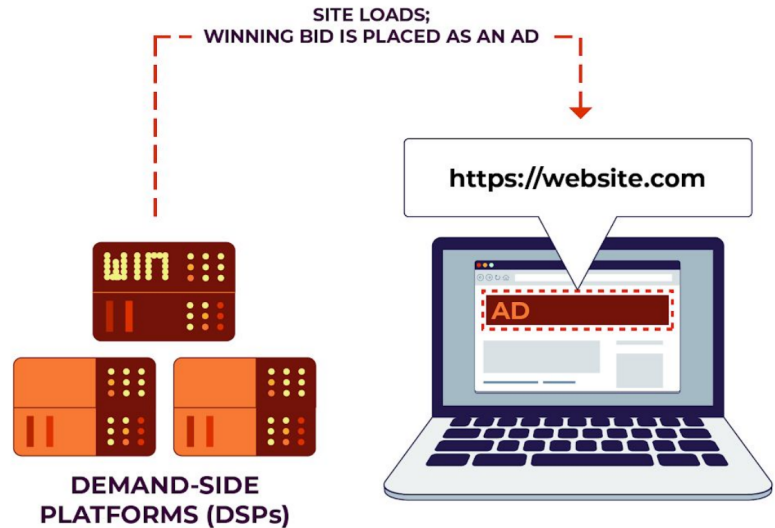 SITE LOADS;
WINNING BID IS PLACED AS AN AD
https://website.com
WIN
AD
DEMAND-SIDE
PLATFORMS (DSPs)